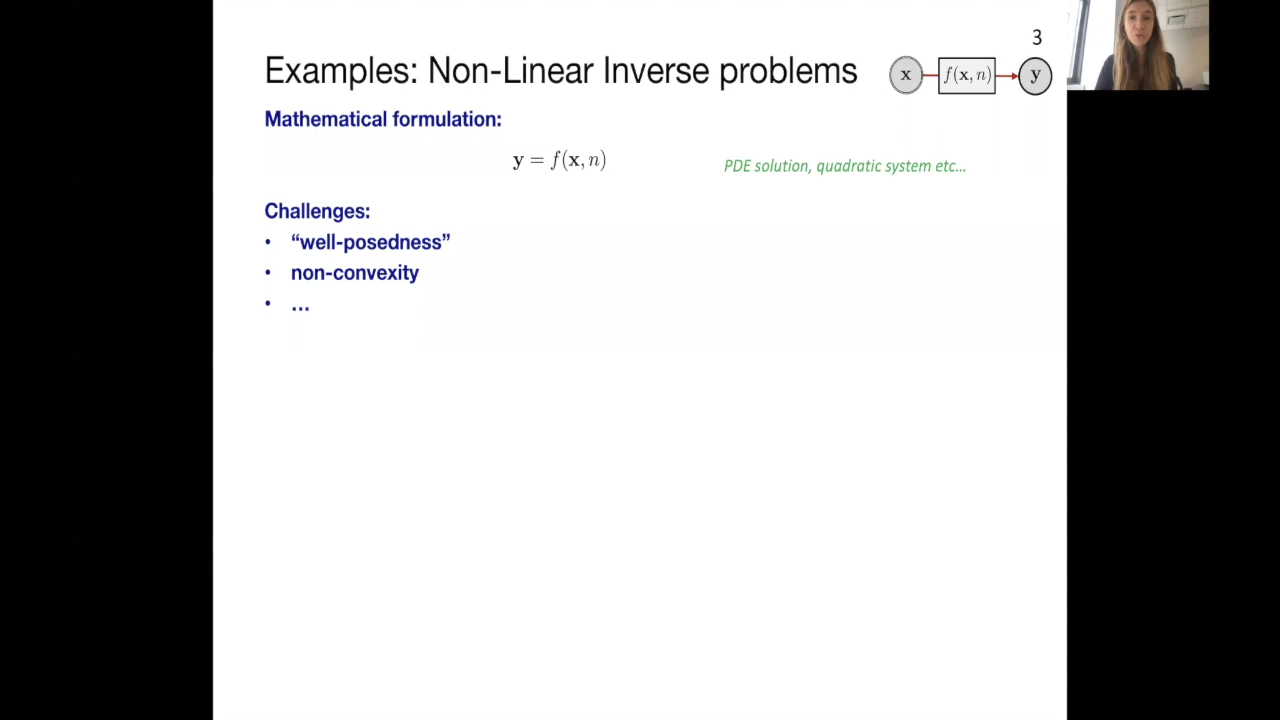 3
Examples: Non-Linear Inverse problems
x f(x, n) y
Mathematical formulation:
y = f(x, n)
PDE solution, quadratic system etc...
Challenges:
• “well-posedness”
• non-convexity
• ...